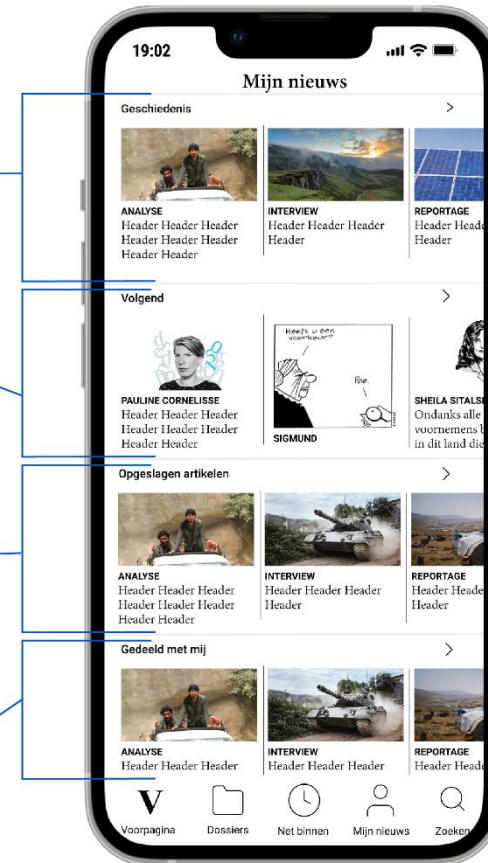 19:02
Mijn nieuws
Geschiedenis
ANALYSE
Header Header Header
Header Header Header
Header Header
INTERVIEW
Header Header Header
Header
REPORTAGE
Header Heade
Header
Volgend
PAULINE CORNELISSE
Header Header Header
Header Header Header
Header Header
Heeft u een
voorkeur?
Nee.
SIGMUND
SHEILA SITALSI
Ondanks alle
voornemens b
in dit land die
Opgeslagen artikelen
ANALYSE
Header Header Header
Header Header Header
Header Header
INTERVIEW
Header Header Header
Header
REPORTAGE
Header Heade
Header
Gedeeld met mij
ANALYSE
Header Header Header
INTERVIEW
Header Header Header
REPORTAGE
Header Heade
V
Voorpagina
Dossiers
Net binnen
Mijn nieuws
Zoeken